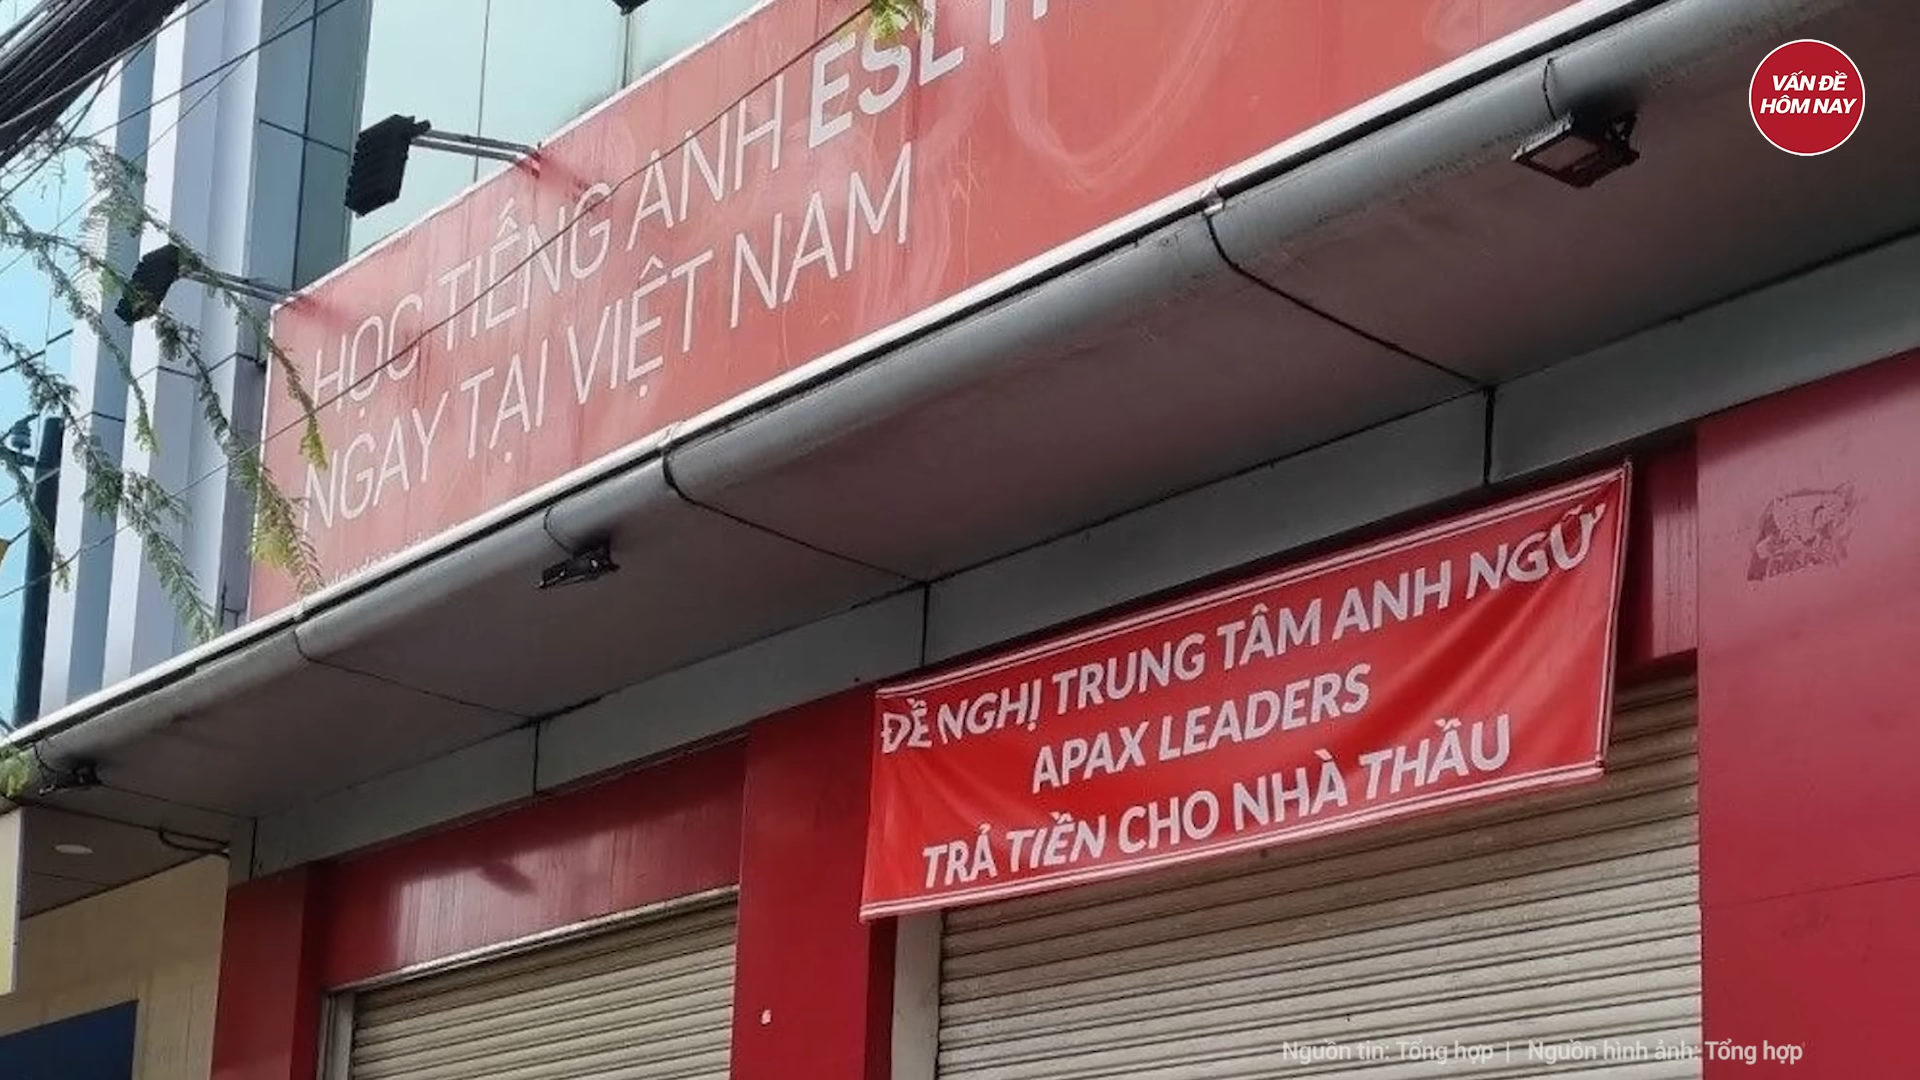 VẤN ĐỀ
HÔM NAY
HỌC TIẾNG ANH ESL
NGAY TẠI VIỆT NAM
ĐỀ NGHỊ TRUNG TÂM ANH NGỮ
APAX LEADERS
TRẢ TIỀN CHO NHÀ THẦU
Nguồn tin: Tổng hợp | Nguồn hình ảnh: Tổng hợp